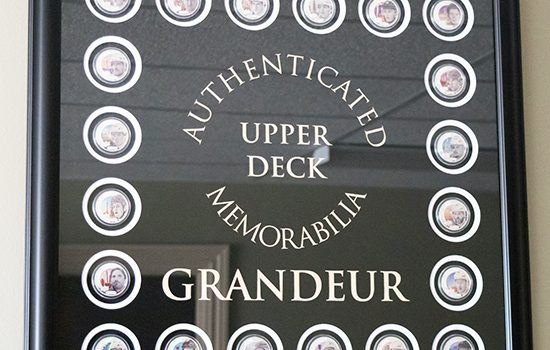 AUTHENTICATED
UPPER
DECK
MEMORABILIA
GRANDEUR